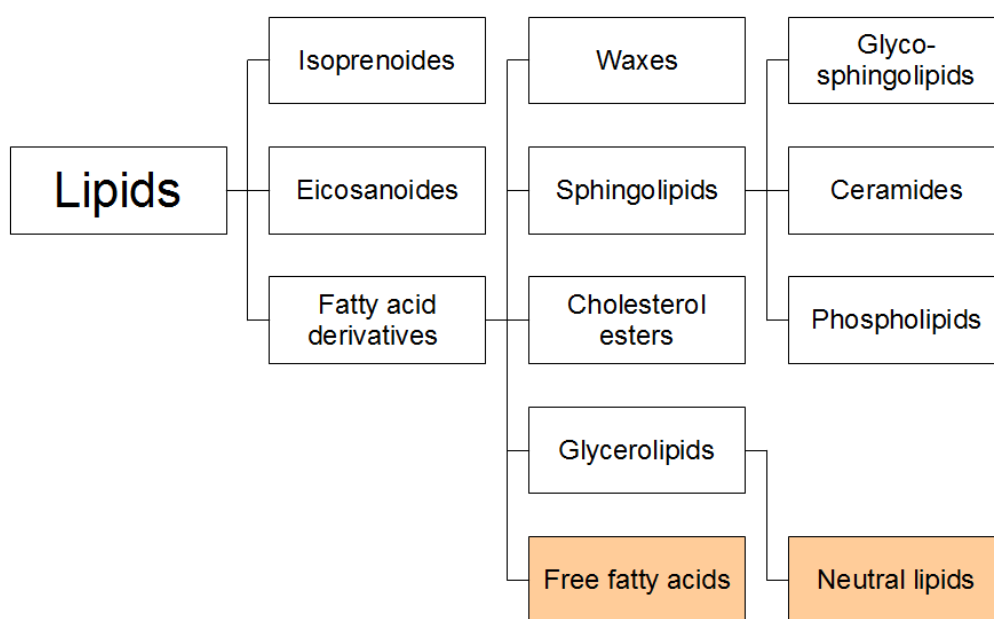 Lipids
Isoprenoides
Eicosanoides
Fatty acid
derivatives
Waxes
Sphingolipids
Cholesterol
esters
Glycerolipids
Free fatty acids
Glyco-
sphingolipids
Ceramides
Phospholipids
Neutral lipids